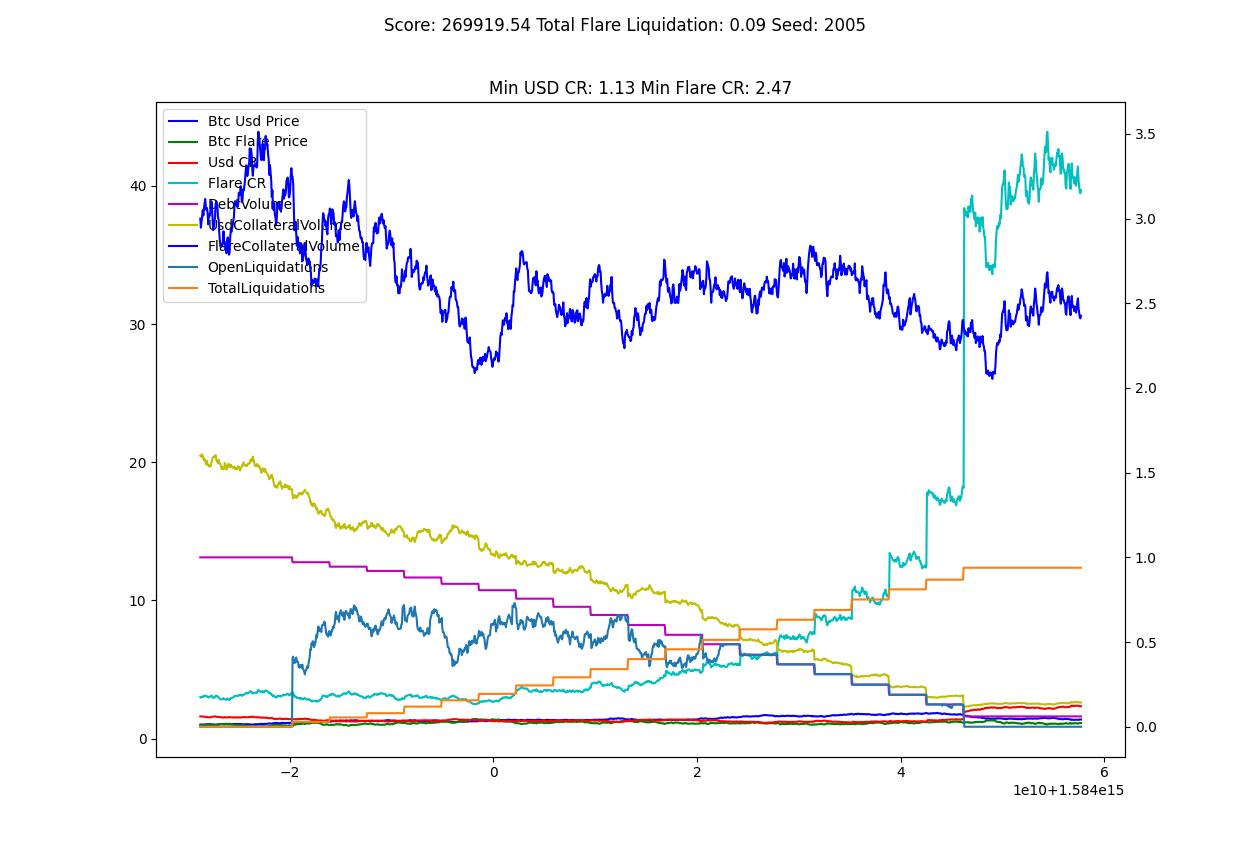 Score: 269919.54 Total Flare Liquidation: 0.09 Seed: 2005
Min USD CR: 1.13 Min Flare CR: 2.47
Btc Usd Price
Btc Flare Price
Usd CR
Flare CR
DebtVolume
UsdCollateralVolume
FlareCollateralVolume
OpenLiquidations
TotalLiquidations
40
30
20
10
0
3.5
3.0
2.5
2.0
1.5
1.0
0.5
0.0
−2 0 2 4 6
1e10+1.584e15